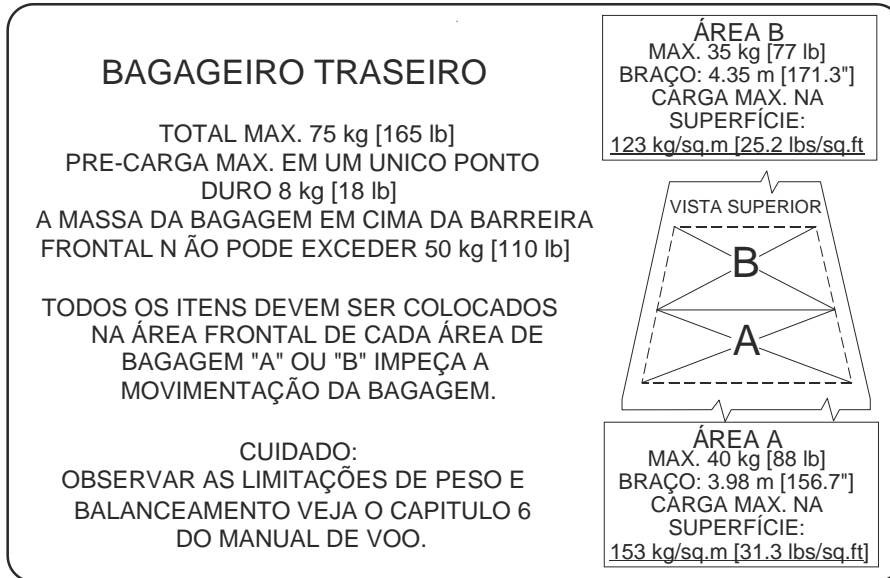 BAGAGEIRO TRASEIRO
TOTAL MAX. 75 kg [165 lb]
PRE-CARGA MAX. EM UM UNICO PONTO
DURO 8 kg [18 lb]
A MASSA DA BAGAGEM EM CIMA DA BARREIRA
FRONTAL N ÃO PODE EXCEDER 50 kg [110 lb]
TODOS OS ITENS DEVEM SER COLOCADOS
NA ÁREA FRONTAL DE CADA ÁREA DE
BAGAGEM "A" OU "B" IMPEÇA A
MOVIMENTAÇÃO DA BAGAGEM.
CUIDADO:
OBSERVAR AS LIMITAÇÕES DE PESO E
BALANCEAMENTO VEJA O CAPITULO 6
DO MANUAL DE VOO.
ÁREA B
MAX. 35 kg [77 lb]
BRAÇO: 4.35 m [171.3"]
CARGA MAX. NA
SUPERFÍCIE:
123 kg/sq.m [25.2 lbs/sq.ft
VISTA SUPERIOR
B
A
ÁREA A
MAX. 40 kg [88 lb]
BRAÇO: 3.98 m [156.7"]
CARGA MAX. NA
SUPERFÍCIE:
153 kg/sq.m [31.3 lbs/sq.ft]